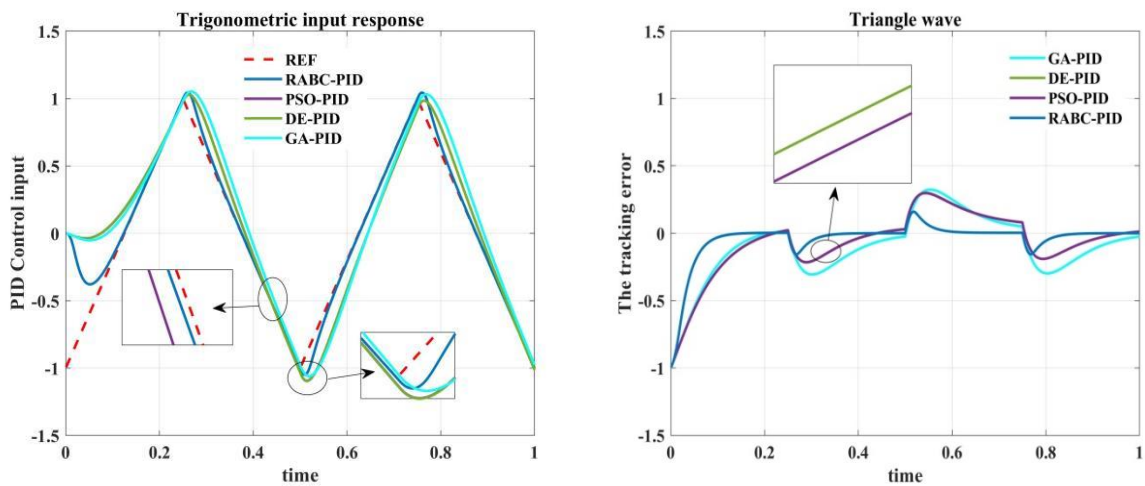 Trigonometric input response
PID Control input
1.5
1
0.5
0
-0.5
-1
-1.5
REF
RABC-PID
PSO-PID
DE-PID
GA-PID
0 0.2 0.4 0.6 0.8 1
time
Triangle wave
The tracking error
1.5
1
0.5
0
-0.5
-1
-1.5
GA-PID
DE-PID
PSO-PID
RABC-PID
0 0.2 0.4 0.6 0.8 1
time